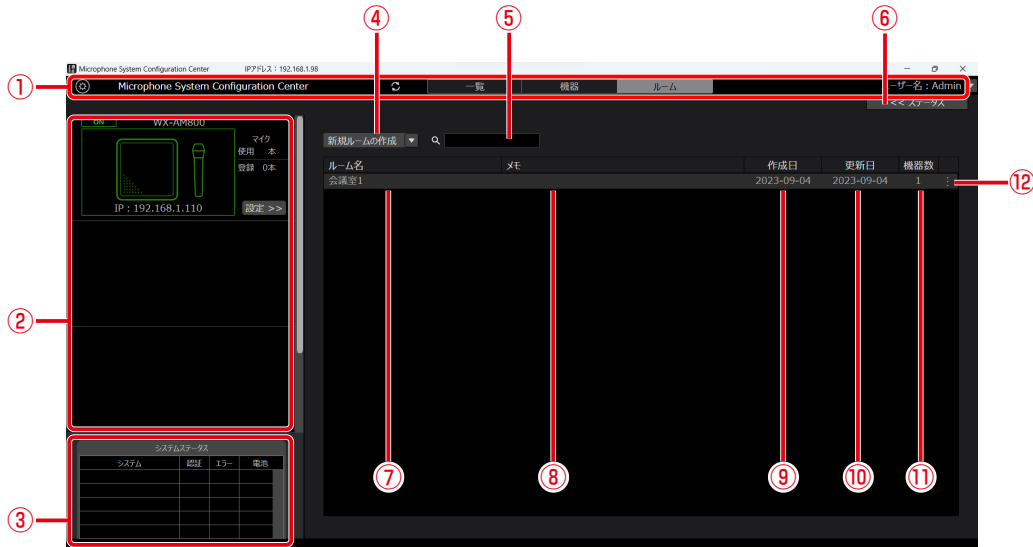 ④ ⑤ ⑥
Microphone System Configuration Center IPアドレス：192.168.1.98
① Microphone System Configuration Center 一覧 機器 ルーム ーザー名：Admin
<< ステータス
ON WX-AM800
マイク
使用 本
登録 0本
IP：192.168.1.110 設定 >>
新規ルームの作成
ルーム名 メモ 作成日 更新日 機器数
会議室1 2023-09-04 2023-09-04 1 ⑫
②
システムステータス
システム 認証 エラー 電池
③
⑦ ⑧ ⑨ ⑩ ⑪